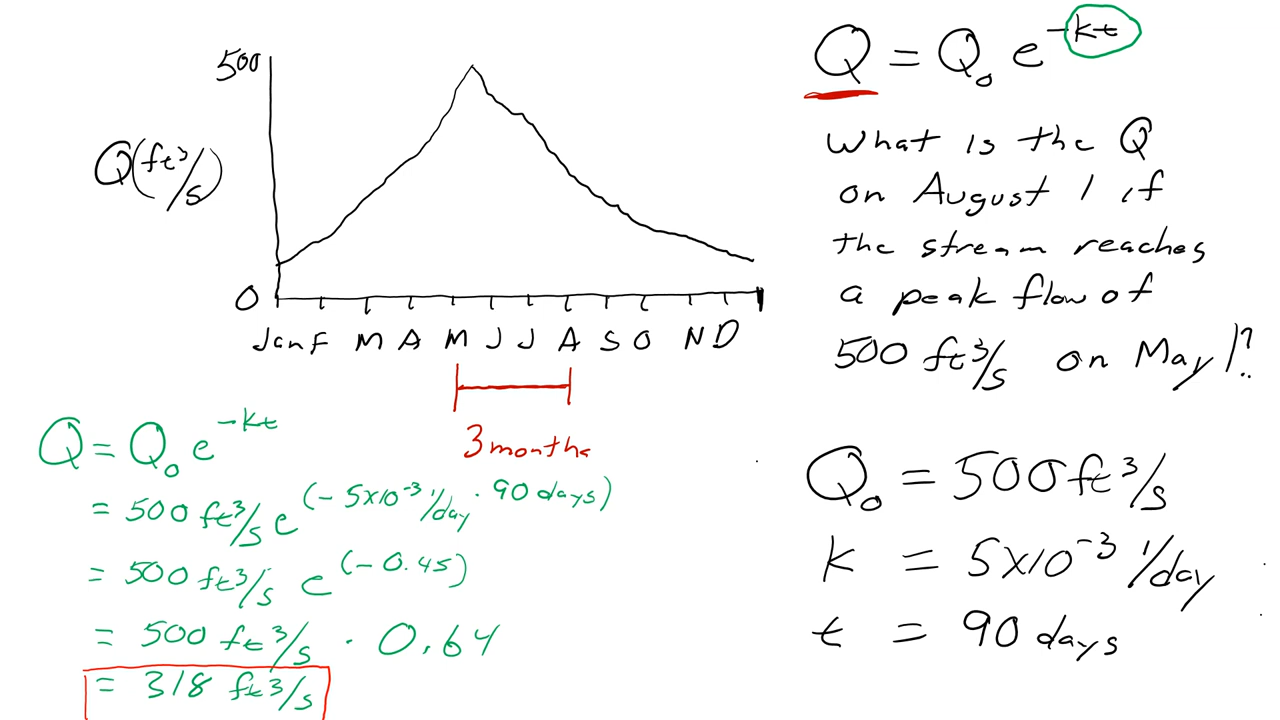 500
Q(ft³/s)
0
Jan F M A M J J A S O N D
3 months
Q = Q₀ e^-kt
What is the Q
on August 1 if
the stream reaches
a peak flow of
500 ft³/s on May 1?
Q₀ = 500 ft³/s
k = 5x10⁻³ 1/day
t = 90 days
Q = Q₀ e^-kt
= 500 ft³/s e^(-5x10⁻³ 1/day · 90 days)
= 500 ft³/s e^(-0.45)
= 500 ft³/s · 0.64
= 318 ft³/s